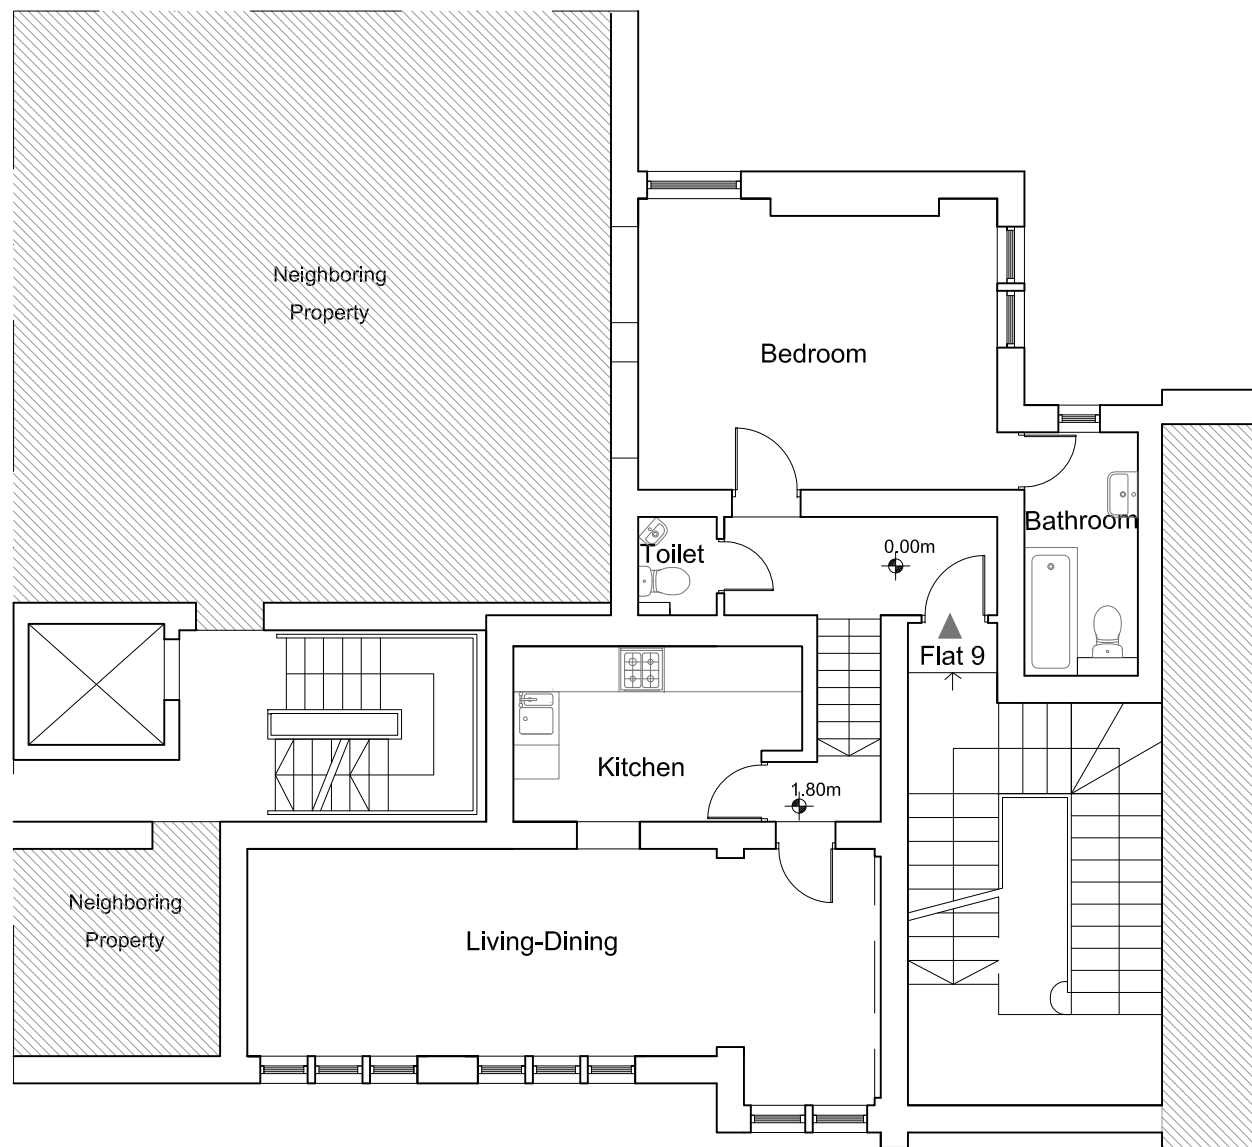 Neighboring
Property
Bedroom
Bathroom
Toilet
0.00m
Flat 9
Kitchen
1.80m
Neighboring
Property
Living-Dining